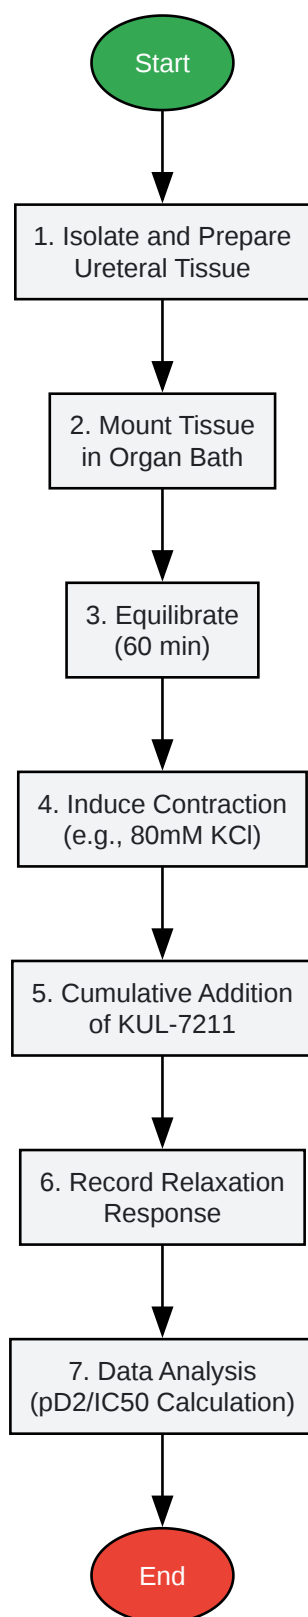 Start
1. Isolate and Prepare
Ureteral Tissue
2. Mount Tissue
in Organ Bath
3. Equilibrate
(60 min)
4. Induce Contraction
(e.g., 80mM KCl)
5. Cumulative Addition
of KUL-7211
6. Record Relaxation
Response
7. Data Analysis
(pD2/IC50 Calculation)
End